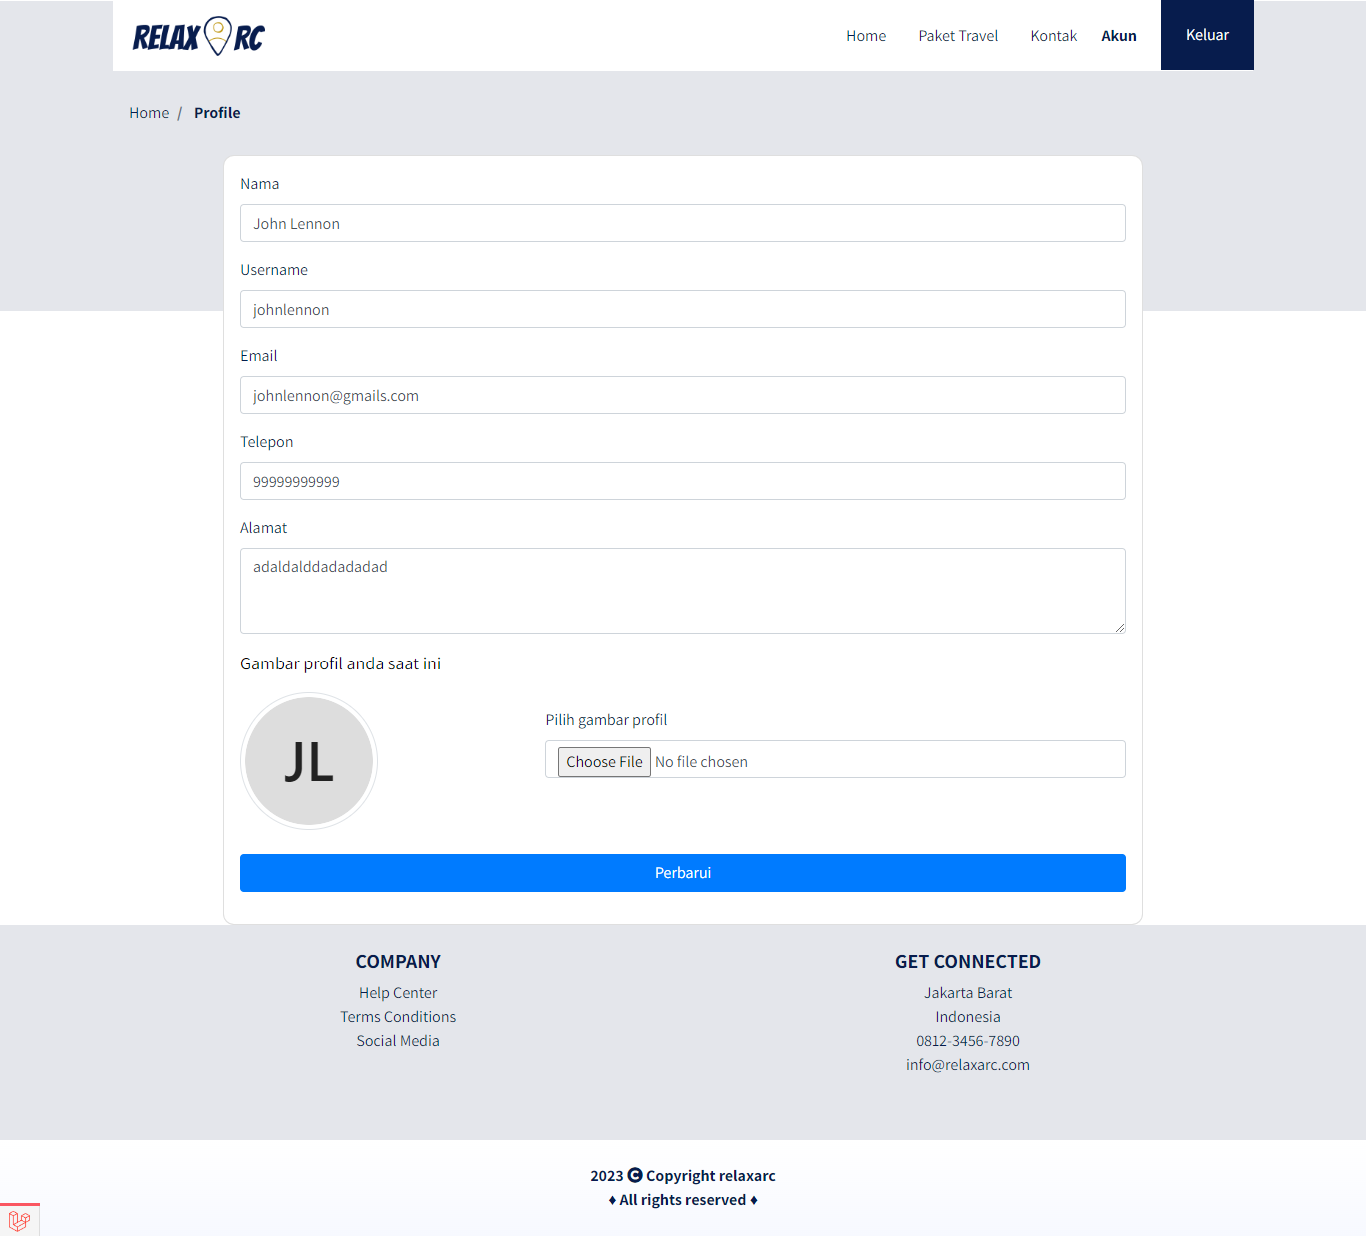 RELAX RC
Home Paket Travel Kontak Akun Keluar
Home / Profile
Nama
John Lennon
Username
johnlennon
Email
johnlennon@gmails.com
Telepon
99999999999
Alamat
adaldalddadadadad
Gambar profil anda saat ini
JL
Pilih gambar profil
Choose File No file chosen
Perbarui
COMPANY
Help Center
Terms Conditions
Social Media
GET CONNECTED
Jakarta Barat
Indonesia
0812-3456-7890
info@relaxarc.com
2023 C Copyright relaxarc
♦ All rights reserved ♦